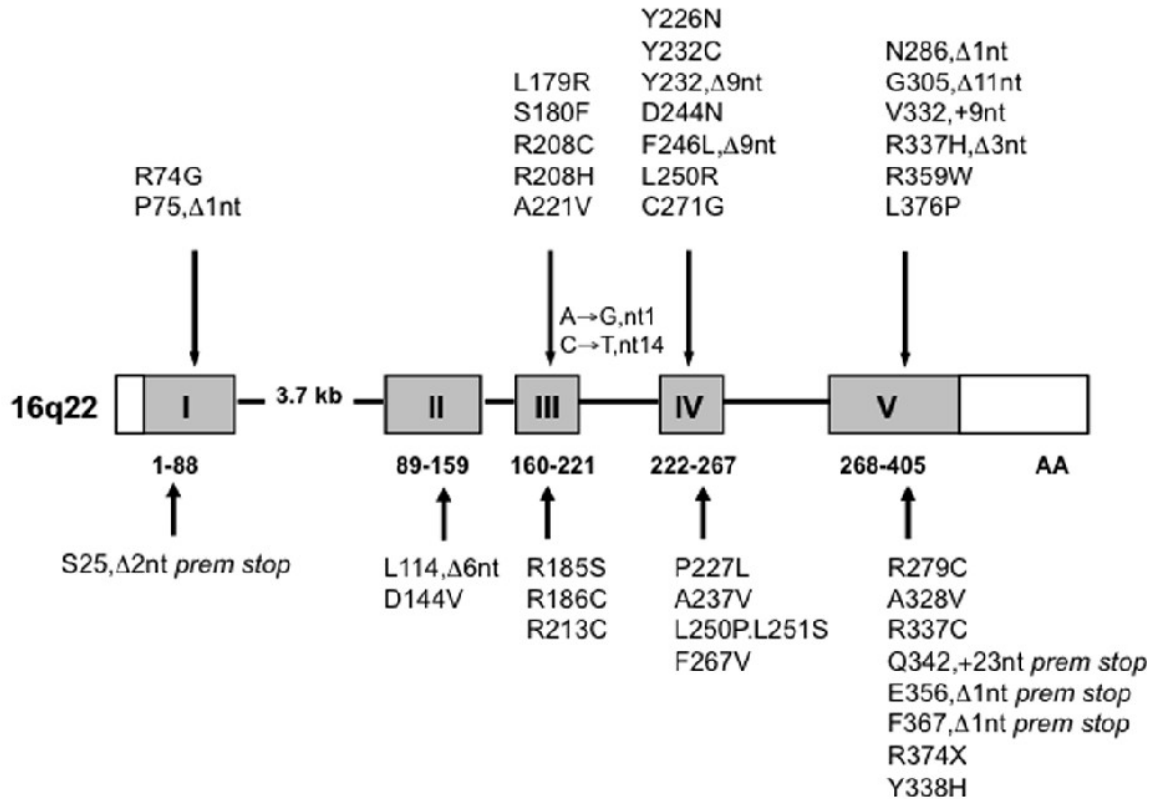 R74G
P75,Δ1nt
L179R
S180F
R208C
R208H
A221V
Y226N
Y232C
Y232,Δ9nt
D244N
F246L,Δ9nt
L250R
C271G
N286,Δ1nt
G305,Δ11nt
V332,+9nt
R337H,Δ3nt
R359W
L376P
A→G,nt1
C→T,nt14
16q22
I
3.7 kb
II
III
IV
V
1-88
89-159
160-221
222-267
268-405
AA
S25,Δ2nt prem stop
L114,Δ6nt
D144V
R185S
R186C
R213C
P227L
A237V
L250P.L251S
F267V
R279C
A328V
R337C
Q342,+23nt prem stop
E356,Δ1nt prem stop
F367,Δ1nt prem stop
R374X
Y338H